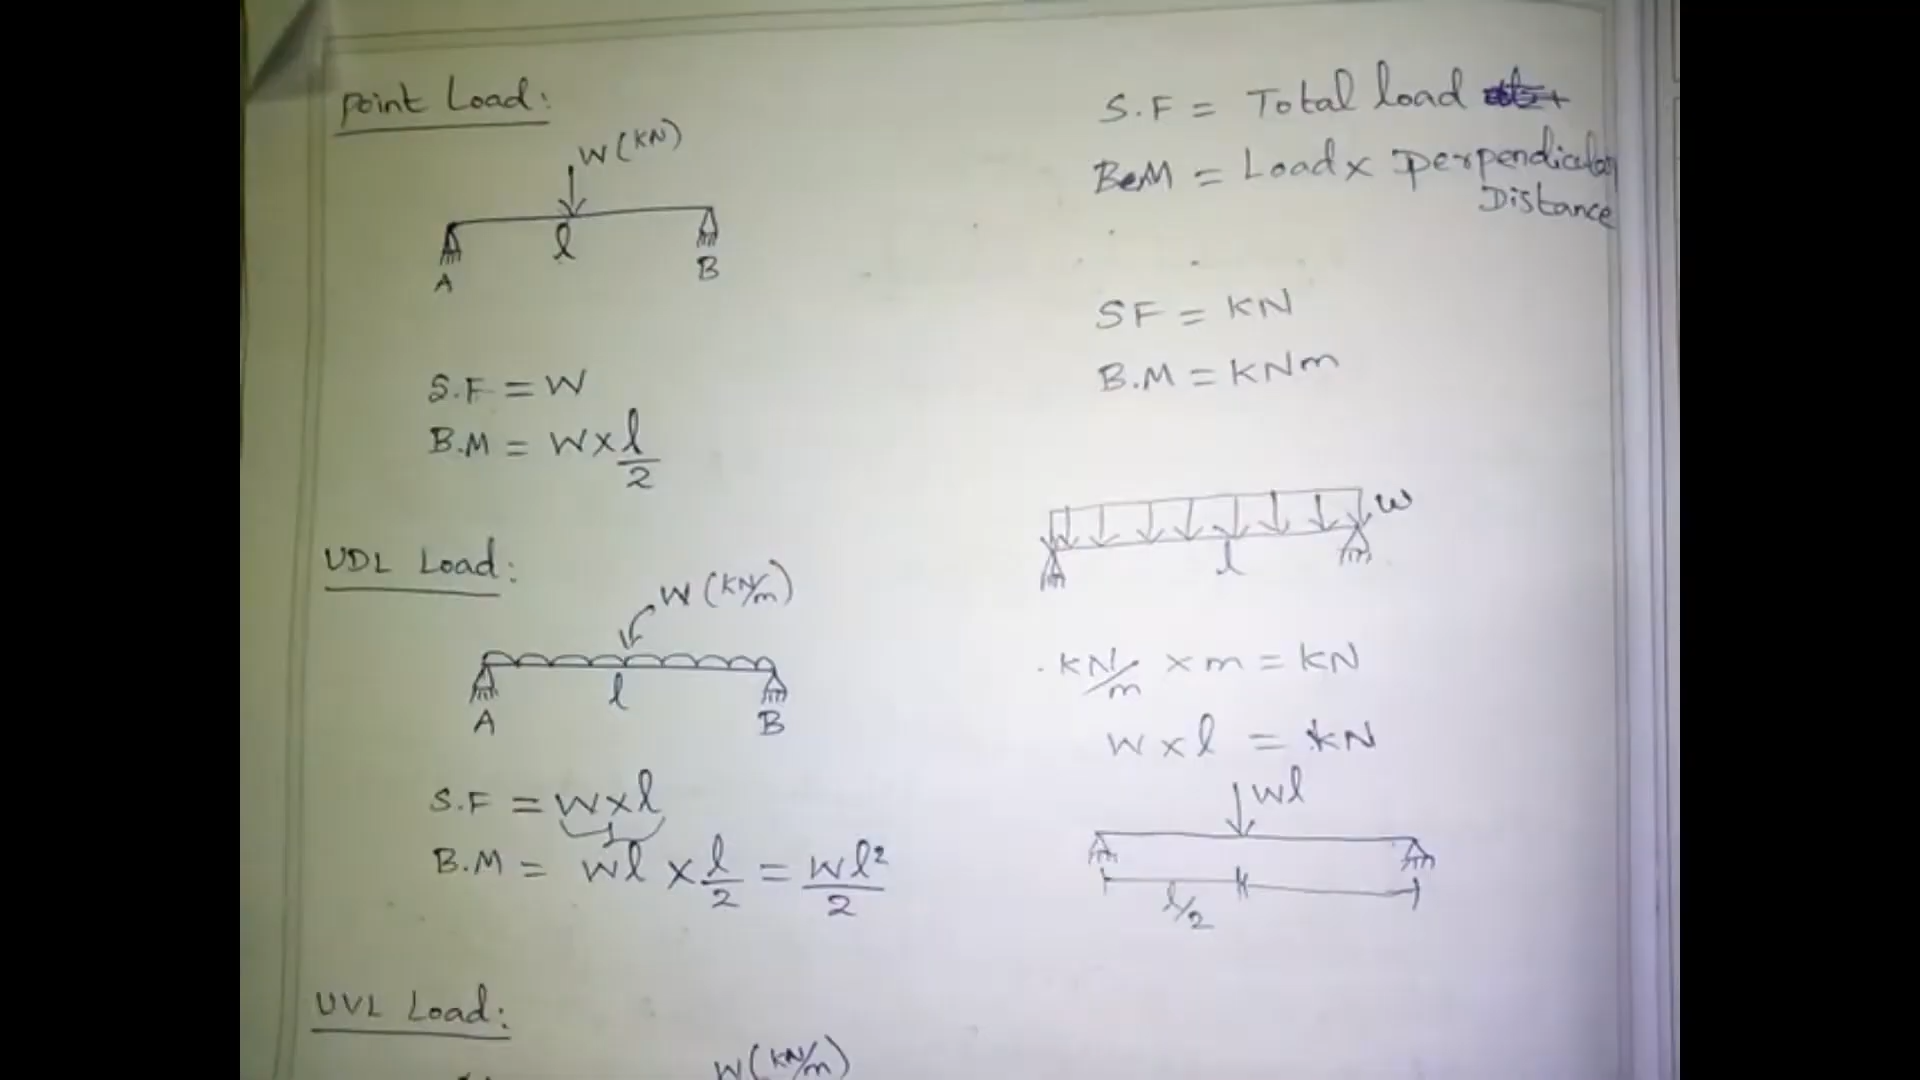 Point Load:
W (KN)
l
A
B
S.F = W
B.M = W x l/2
UDL Load:
W (KN/m)
l
A
B
S.F = W x l
B.M = wl x l/2 = wl²/2
UVL Load:
W (KN/m)
S.F = Total load
BeM = Load x Perpendicular
Distance
SF = KN
B.M = KNm
w
l
KN/m x m = KN
W x l = KN
Wl
l/2